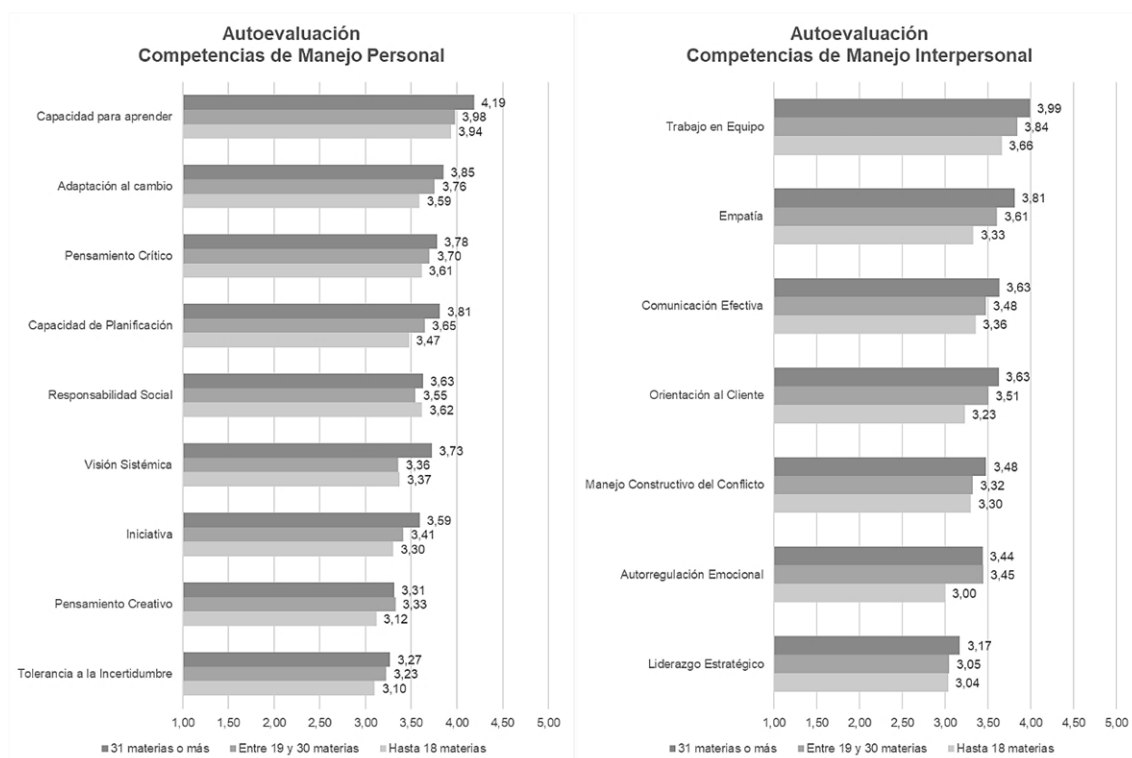 Autoevaluación
Competencias de Manejo Personal
Capacidad para aprender
4,19
3,98
3,94
Adaptación al cambio
3,85
3,76
3,59
Pensamiento Crítico
3,78
3,70
3,61
Capacidad de Planificación
3,81
3,65
3,47
Responsabilidad Social
3,63
3,55
3,62
Visión Sistémica
3,73
3,36
3,37
Iniciativa
3,59
3,41
3,30
Pensamiento Creativo
3,31
3,33
3,12
Tolerancia a la Incertidumbre
3,27
3,23
3,10
1,00 1,50 2,00 2,50 3,00 3,50 4,00 4,50 5,00
31 materias o más Entre 19 y 30 materias Hasta 18 materias
Autoevaluación
Competencias de Manejo Interpersonal
Trabajo en Equipo
3,99
3,84
3,66
Empatía
3,81
3,61
3,33
Comunicación Efectiva
3,63
3,48
3,36
Orientación al Cliente
3,63
3,51
3,23
Manejo Constructivo del Conflicto
3,48
3,32
3,30
Autorregulación Emocional
3,44
3,45
3,00
Liderazgo Estratégico
3,17
3,05
3,04
1,00 1,50 2,00 2,50 3,00 3,50 4,00 4,50 5,00
31 materias o más Entre 19 y 30 materias Hasta 18 materias